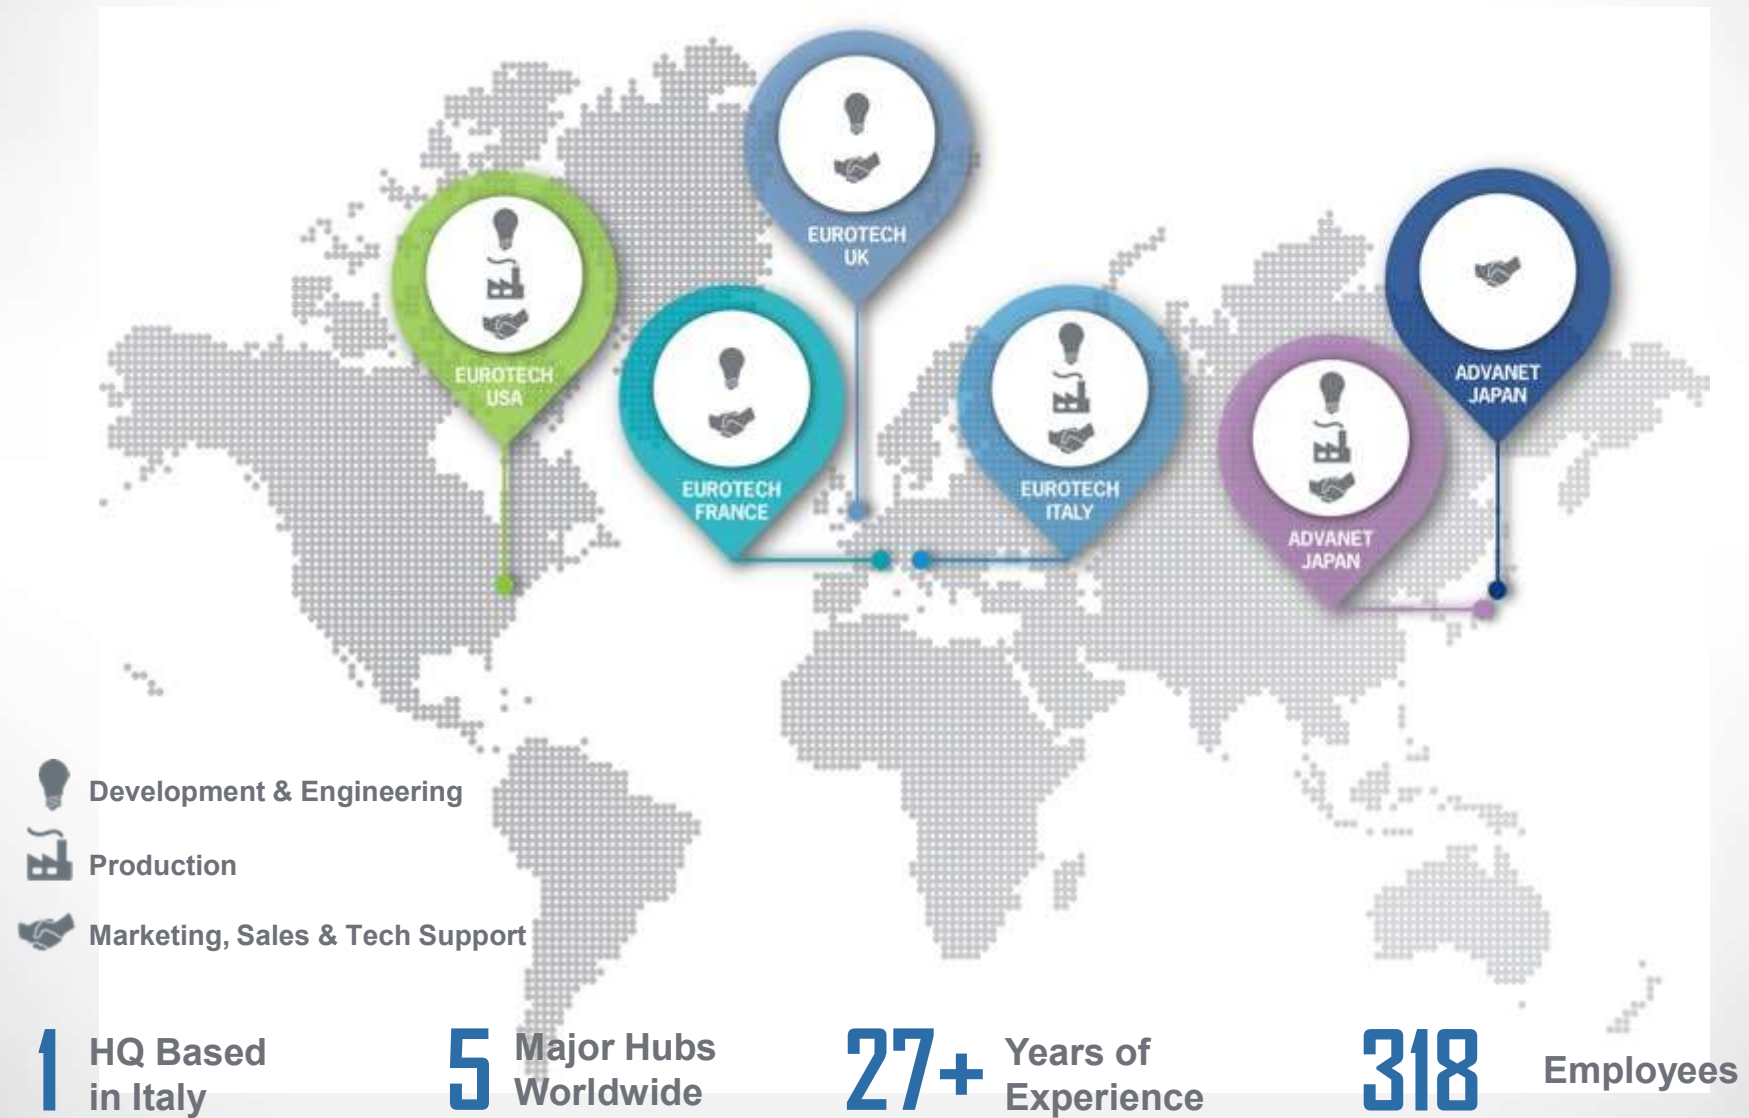 EUROTECH
UK
EUROTECH
USA
ADVANET
JAPAN
EUROTECH
FRANCE
EUROTECH
ITALY
ADVANET
JAPAN
Development & Engineering
Production
Marketing, Sales & Tech Support
1 HQ Based
in Italy
5 Major Hubs
Worldwide
27+ Years of
Experience
318 Employees